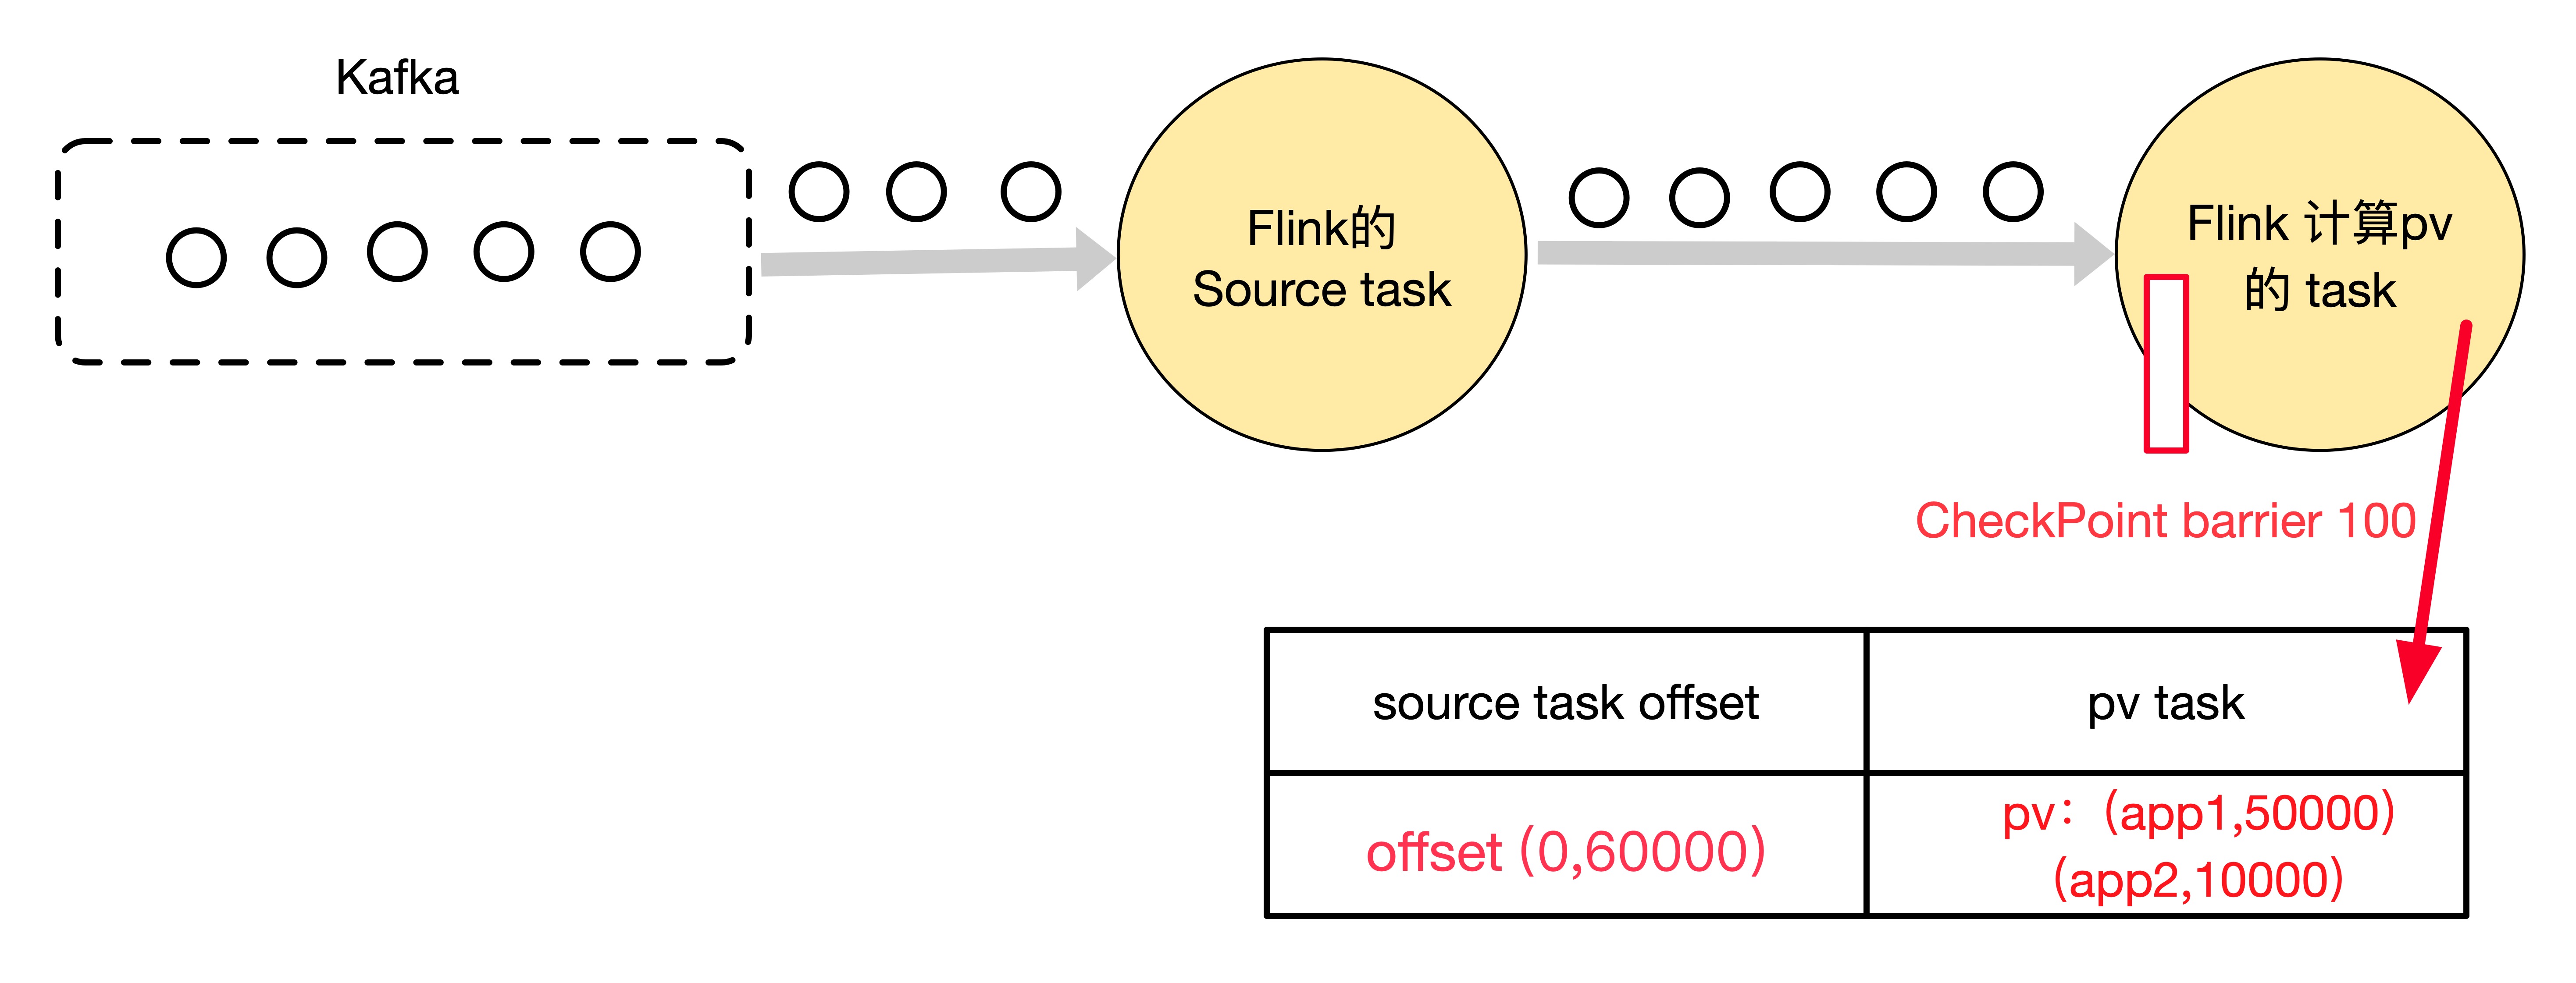 Kafka
Flink的
Source task
Flink 计算pv
的 task
CheckPoint barrier 100
source task offset
pv task
offset (0,60000)
pv：(app1,50000)
(app2,10000)